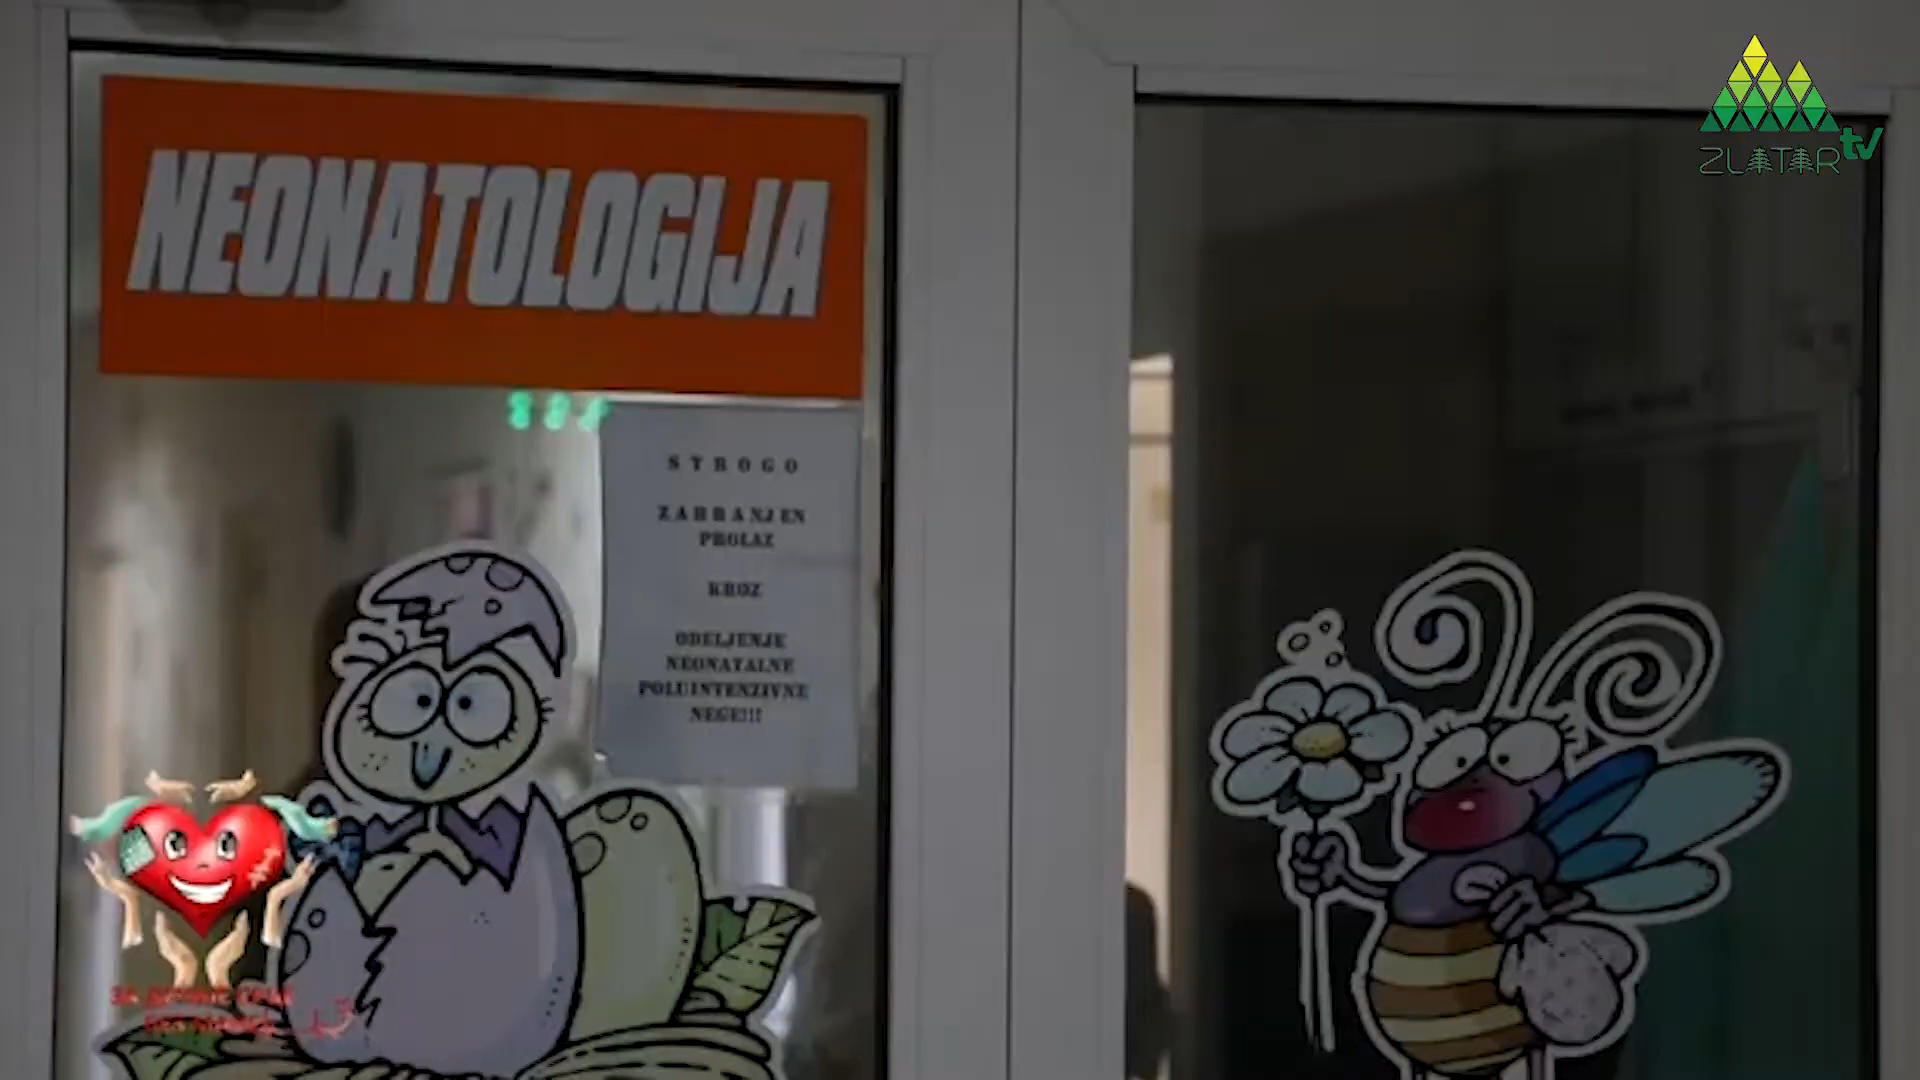 NEONATOLOGIJA
ZLATAR tv
STROGO
ZABRANJEN
PROLAZ
KROZ
ODELJENJE
NEONATALNE
POLUINTENZIVNE
NEGE!!!